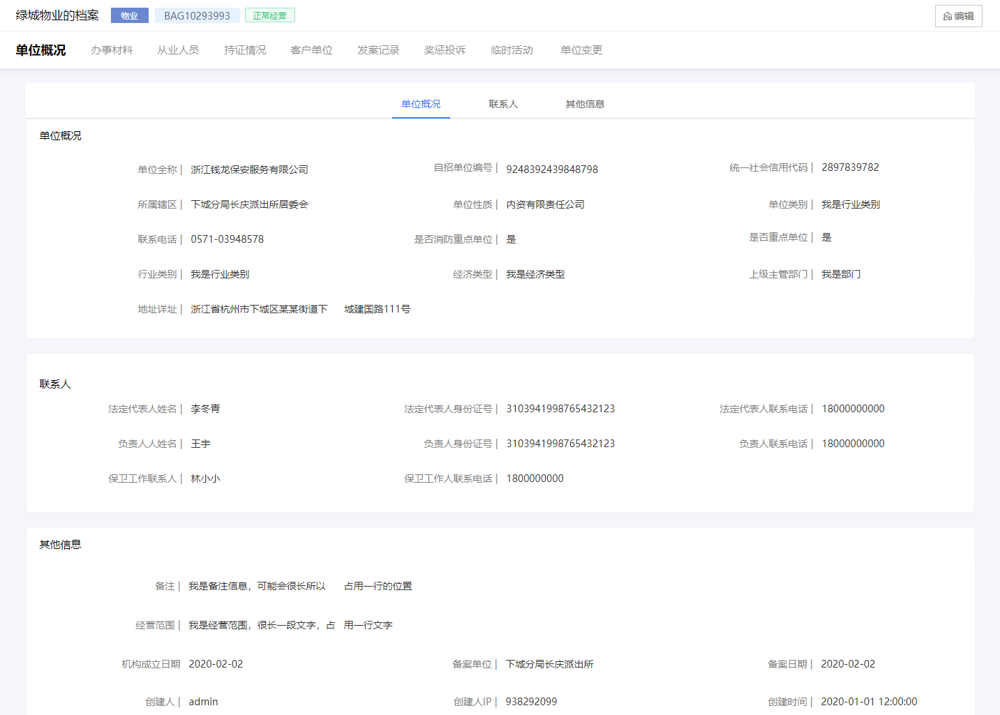 绿城物业的档案 物业 BAG10293993 正常经营 编辑
单位概况 办事材料 从业人员 持证情况 客户单位 发案记录 奖惩投诉 临时活动 单位变更
单位概况 联系人 其他信息
单位概况
单位全称 | 浙江钱龙保安服务有限公司 自招单位编号 | 9248392439848798 统一社会信用代码 | 2897839782
所属辖区 | 下城分局长庆派出所居委会 单位性质 | 内资有限责任公司 单位类别 | 我是行业类别
联系电话 | 0571-03948578 是否消防重点单位 | 是 是否重点单位 | 是
行业类别 | 我是行业类别 经济类型 | 我是经济类型 上级主管部门 | 我是部门
地址详址 | 浙江省杭州市下城区某某街道下 城建国路111号
联系人
法定代表人姓名 | 李冬青 法定代表人身份证号 | 3103941998765432123 法定代表人联系电话 | 18000000000
负责人人姓名 | 王宇 负责人身份证号 | 3103941998765432123 负责人联系电话 | 18000000000
保卫工作联系人 | 林小小 保卫工作人联系电话 | 1800000000
其他信息
备注 | 我是备注信息，可能会很长所以 占用一行的位置
经营范围 | 我是经营范围，很长一段文字，占 用一行文字
机构成立日期 2020-02-02 备案单位 | 下城分局长庆派出所 备案日期 | 2020-02-02
创建人 | admin 创建人IP | 938292099 创建时间 | 2020-01-01 12:00:00